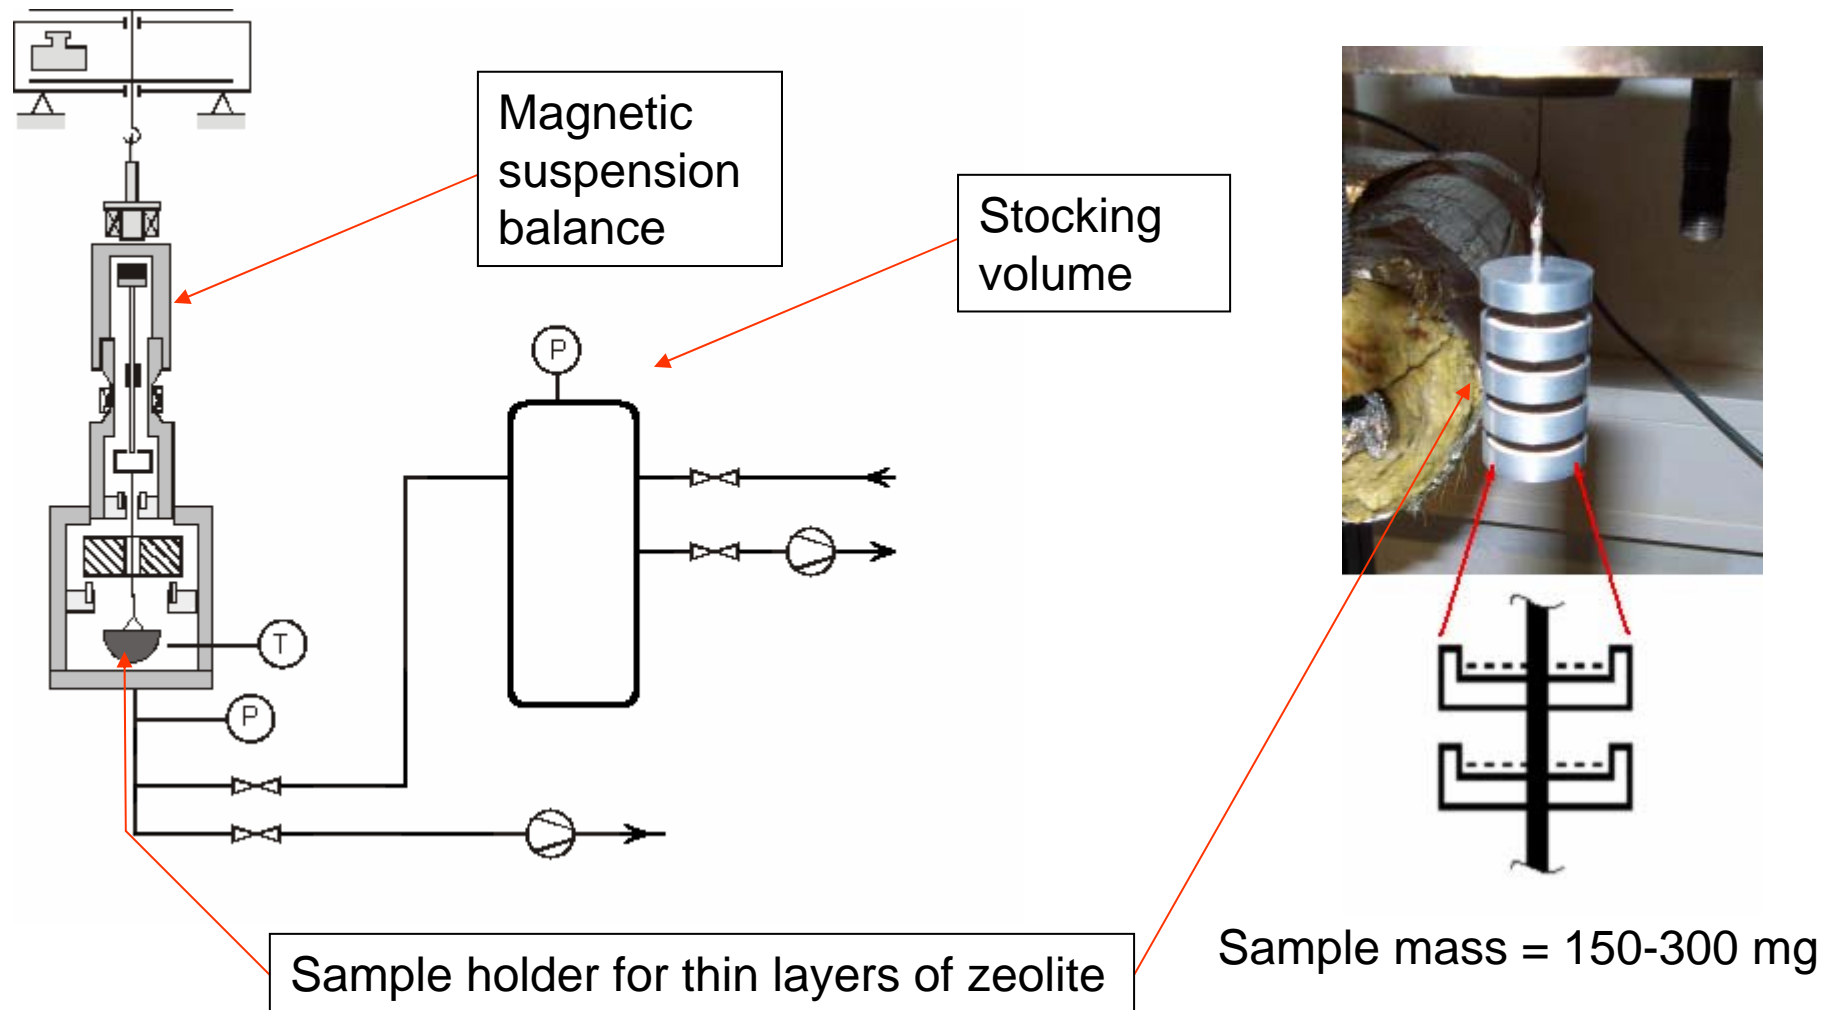 Magnetic
suspension
balance
Stocking
volume
P
T
P
Sample holder for thin layers of zeolite
Sample mass = 150-300 mg